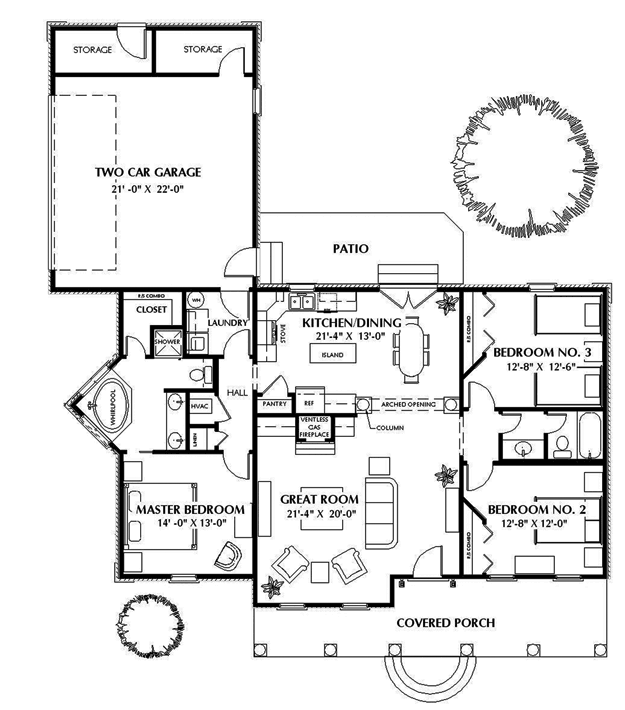 STORAGE
STORAGE
TWO CAR GARAGE
21' -0" X 22'-0"
PATIO
R/S COMBO
CLOSET
WH
LAUNDRY
SHOWER
WHIRLPOOL
HALL
HVAC
LINEN
KITCHEN/DINING
21'-4" X 13'-0"
STOVE
ISLAND
PANTRY
REF
ARCHED OPENING
COLUMN
VENTLESS
GAS
FIREPLACE
R/S COMBO
BEDROOM NO. 3
12'-8" X 12'-6"
MASTER BEDROOM
14' -0" X 13'-0"
GREAT ROOM
21'-4" X 20'-0"
BEDROOM NO. 2
12'-8" X 12'-0"
R/S COMBO
COVERED PORCH